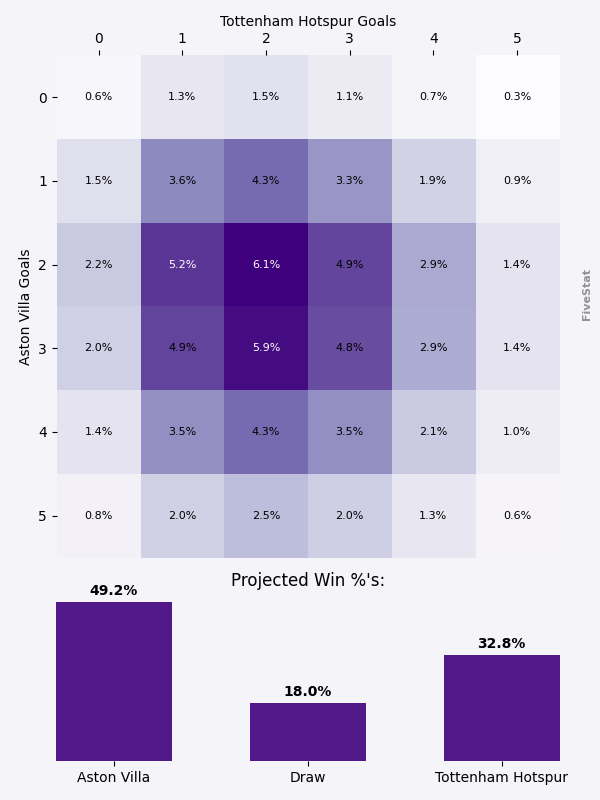 Tottenham Hotspur Goals
0 1 2 3 4 5
0 0.6% 1.3% 1.5% 1.1% 0.7% 0.3%
1 1.5% 3.6% 4.3% 3.3% 1.9% 0.9%
2 2.2% 5.2% 6.1% 4.9% 2.9% 1.4%
3 2.0% 4.9% 5.9% 4.8% 2.9% 1.4%
4 1.4% 3.5% 4.3% 3.5% 2.1% 1.0%
5 0.8% 2.0% 2.5% 2.0% 1.3% 0.6%
Aston Villa Goals
FiveStat
Projected Win %'s:
49.2%
18.0%
32.8%
Aston Villa Draw Tottenham Hotspur